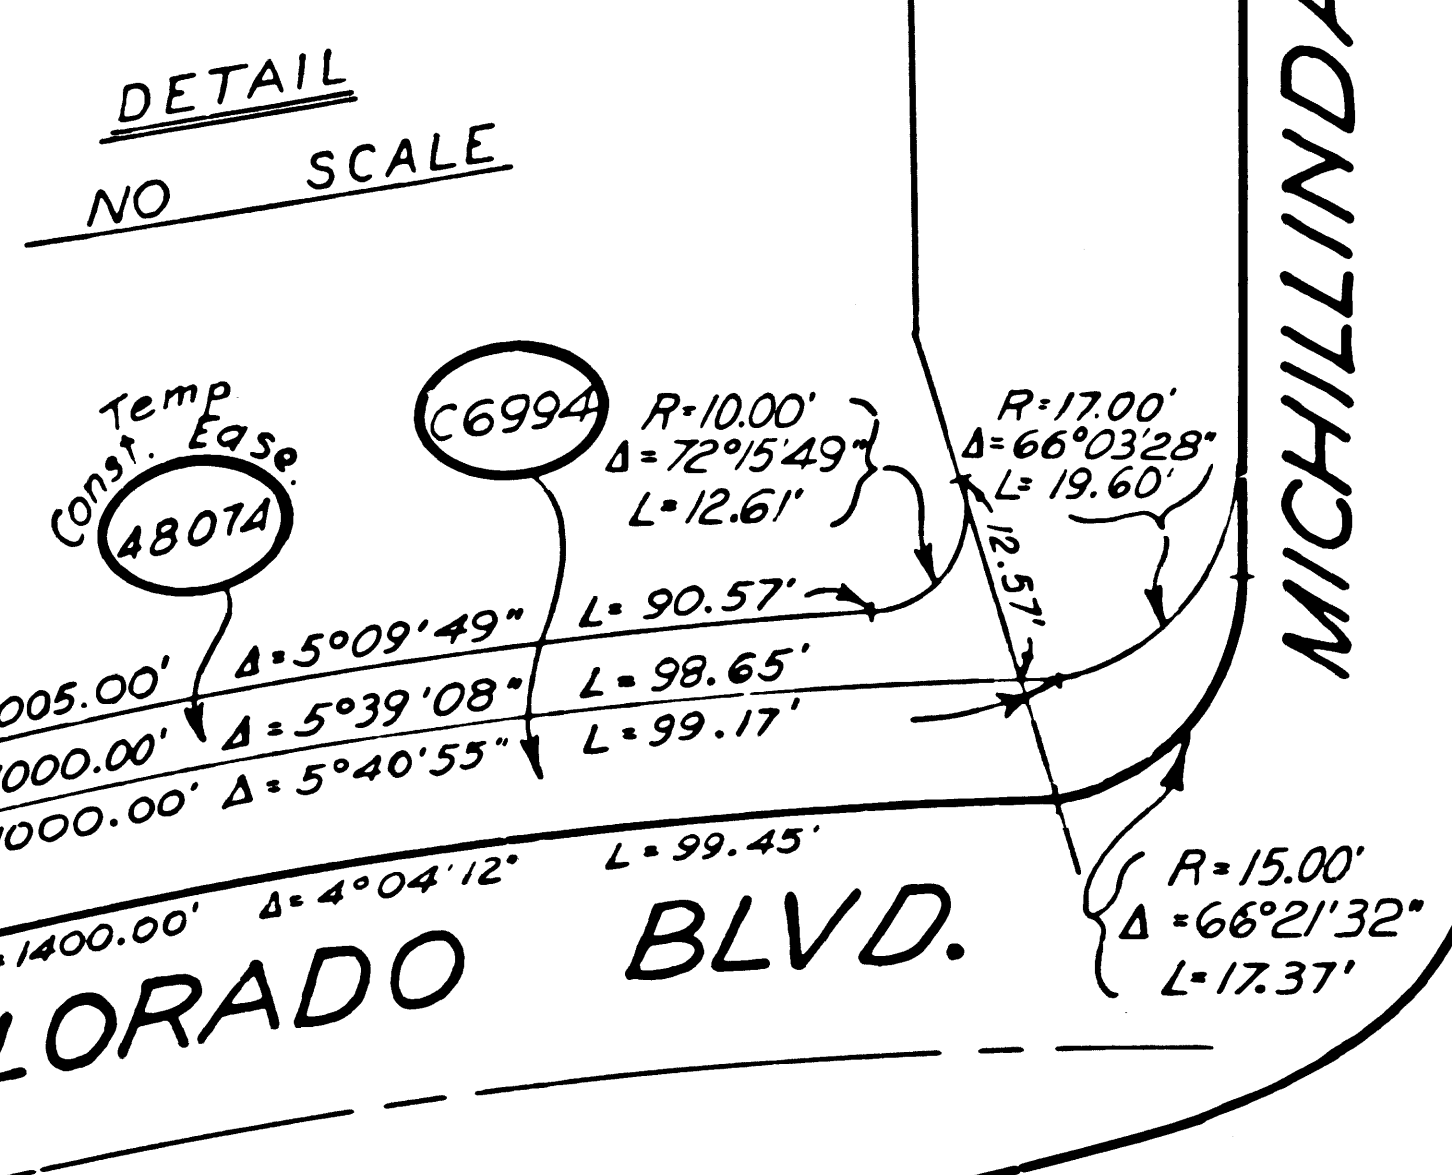 DETAIL
NO SCALE
Temp
Const. Ease.
48074
C6994
R=10.00'
Δ=72°15'49"
L=12.61'
R=17.00'
Δ=66°03'28"
L=19.60'
12.57'
005.00' Δ=5°09'49" L=90.57'
000.00' Δ=5°39'08" L=98.65'
000.00' Δ=5°40'55" L=99.17'
=1400.00' Δ=4°04'12" L=99.45'
LORADO BLVD.
R=15.00'
Δ=66°21'32"
L=17.37'
MICHILLINDA